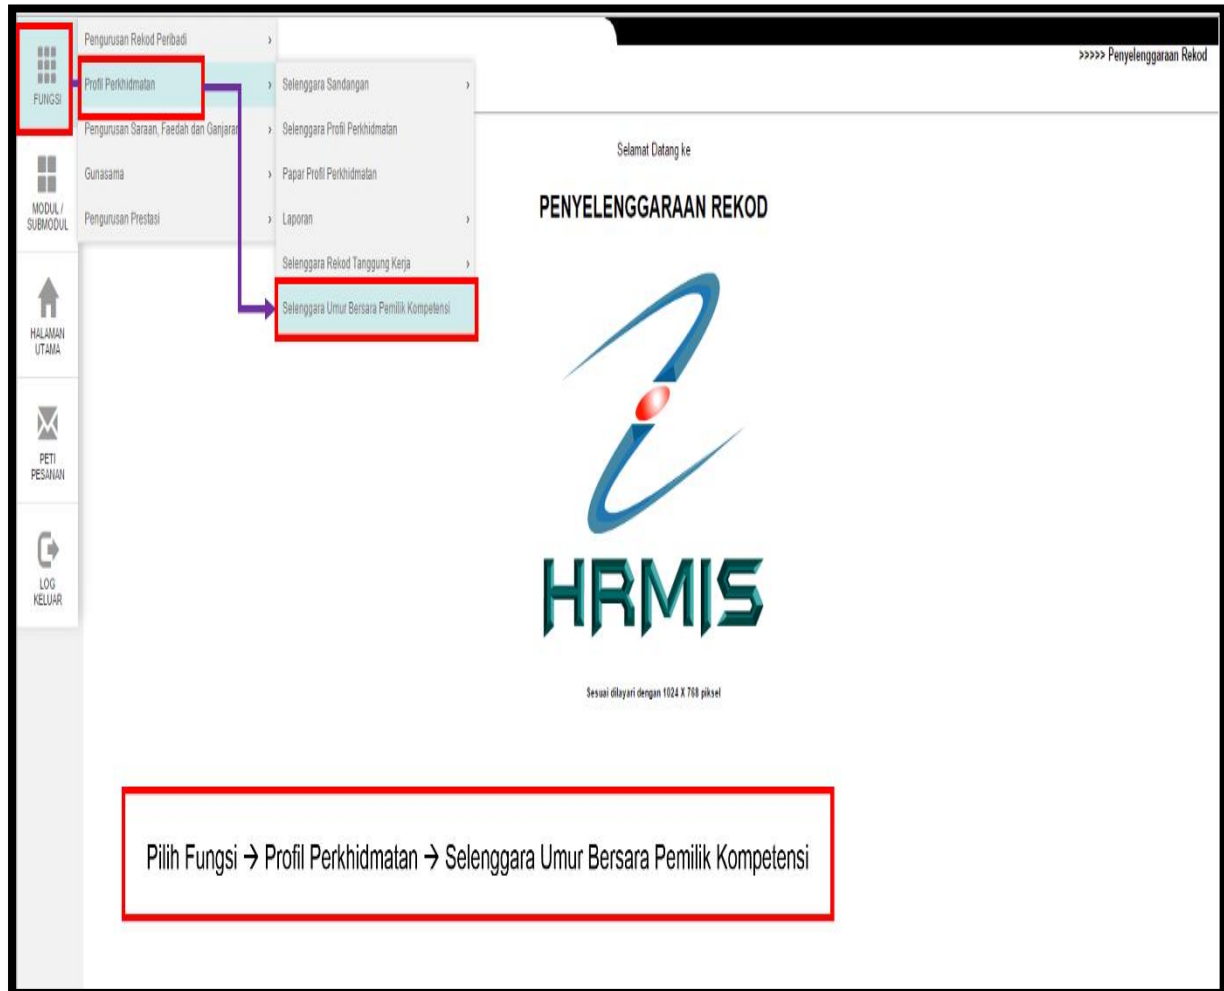 >>>>> Penyelenggaraan Rekod
FUNGSI
MODUL /
SUBMODUL
HALAMAN
UTAMA
PETI
PESANAN
LOG
KELUAR
Pengurusan Rekod Peribadi ›
Profil Perkhidmatan ›
Pengurusan Saraan, Faedah dan Ganjaran ›
Gunasama ›
Pengurusan Prestasi ›
Selenggara Sandangan ›
Selenggara Profil Perkhidmatan
Papar Profil Perkhidmatan
Laporan ›
Selenggara Rekod Tanggung Kerja ›
Selenggara Umur Bersara Pemilik Kompetensi
Selamat Datang ke
PENYELENGGARAAN REKOD
HRMIS
Sesuai dilayari dengan 1024 X 768 piksel
Pilih Fungsi → Profil Perkhidmatan → Selenggara Umur Bersara Pemilik Kompetensi